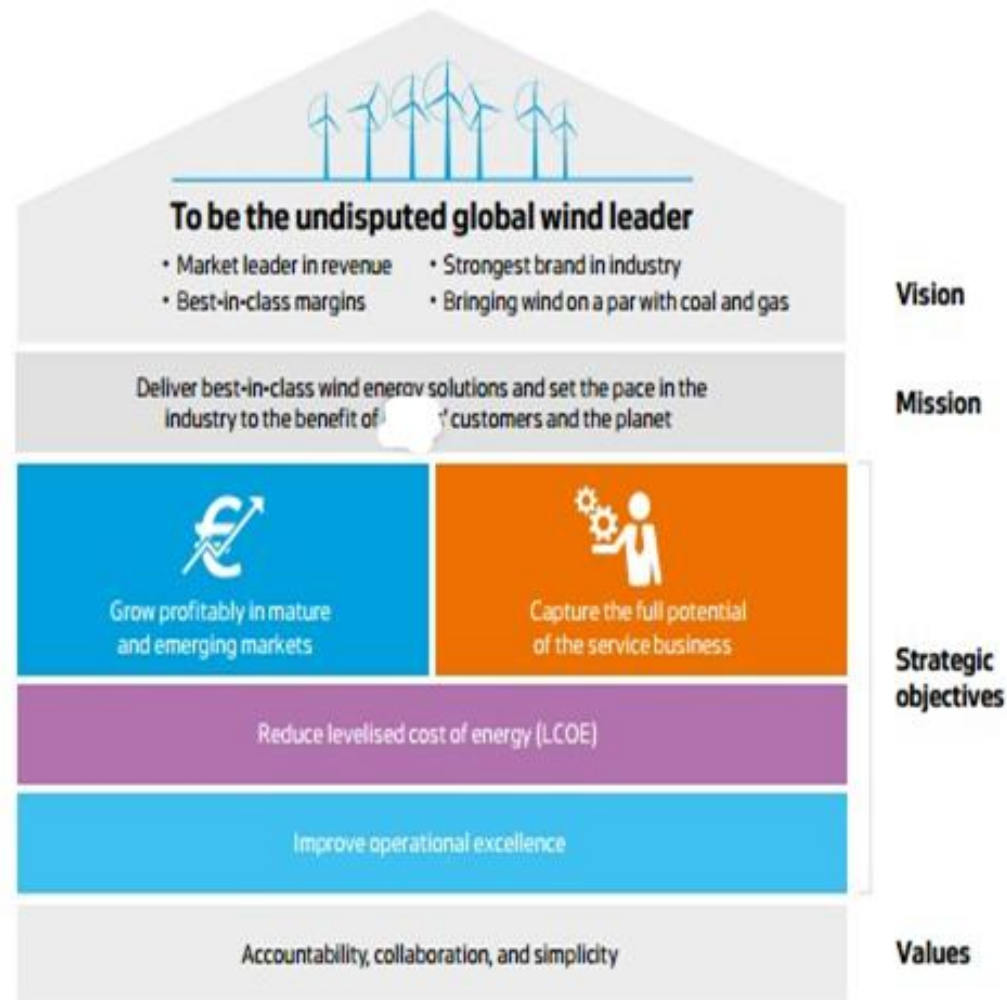 To be the undisputed global wind leader
• Market leader in revenue
• Best-in-class margins
• Strongest brand in industry
• Bringing wind on a par with coal and gas
Vision
Deliver best-in-class wind energy solutions and set the pace in the
industry to the benefit of ' customers and the planet
Mission
€
Grow profitably in mature
and emerging markets
Capture the full potential
of the service business
Reduce levelised cost of energy (LCOE)
Improve operational excellence
Strategic
objectives
Accountability, collaboration, and simplicity
Values